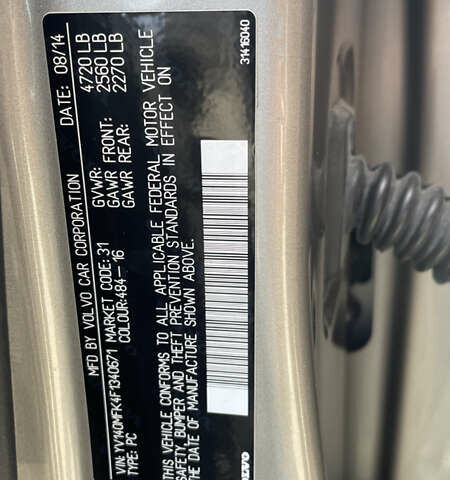 MFD BY VOLVO CAR CORPORATION DATE: 08/14
GVWR: 4720 LB
GAWR FRONT: 2560 LB
GAWR REAR: 2270 LB
VIN: YV140MFK4F1340671 MARKET CODE: 31
TYPE: PC COLOUR: 484-16
THIS VEHICLE CONFORMS TO ALL APPLICABLE FEDERAL MOTOR VEHICLE
SAFETY, BUMPER AND THEFT PREVENTION STANDARDS IN EFFECT ON
THE DATE OF MANUFACTURE SHOWN ABOVE.
VOLVO 31416040